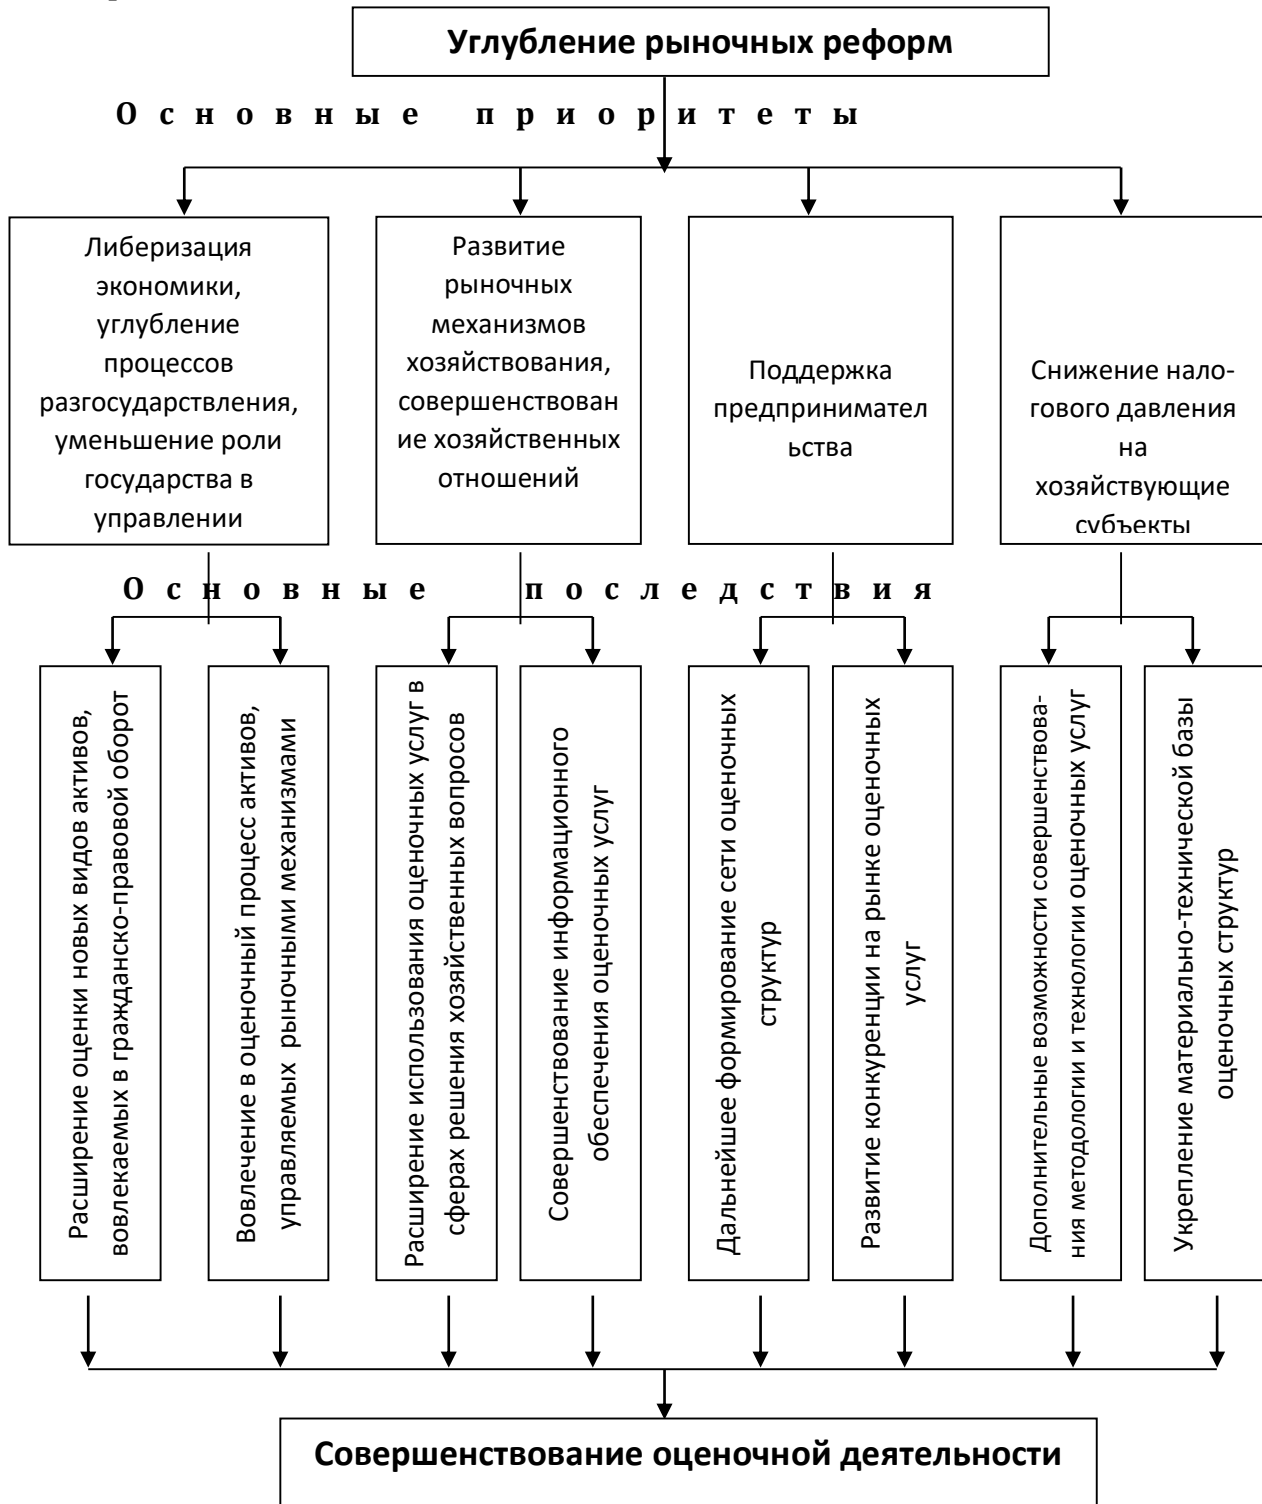 Углубление рыночных реформ
Основные приоритеты
Либеризация
экономики,
углубление
процессов
разгосударствления,
уменьшение роли
государства в
управлении
Развитие
рыночных
механизмов
хозяйствования,
совершенствован
ие хозяйственных
отношений
Поддержка
предпринимател
ьства
Снижение нало-
гового давления
на
хозяйствующие
субъекты
Основные последствия
Расширение оценки новых видов активов,
вовлекаемых в гражданско-правовой оборот
Вовлечение в оценочный процесс активов,
управляемых рыночными механизмами
Расширение использования оценочных услуг в
сферах решения хозяйственных вопросов
Совершенствование информационного
обеспечения оценочных услуг
Дальнейшее формирование сети оценочных
структур
Развитие конкуренции на рынке оценочных
услуг
Дополнительные возможности совершенствова-
ния методологии и технологии оценочных услуг
Укрепление материально-технической базы
оценочных структур
Совершенствование оценочной деятельности